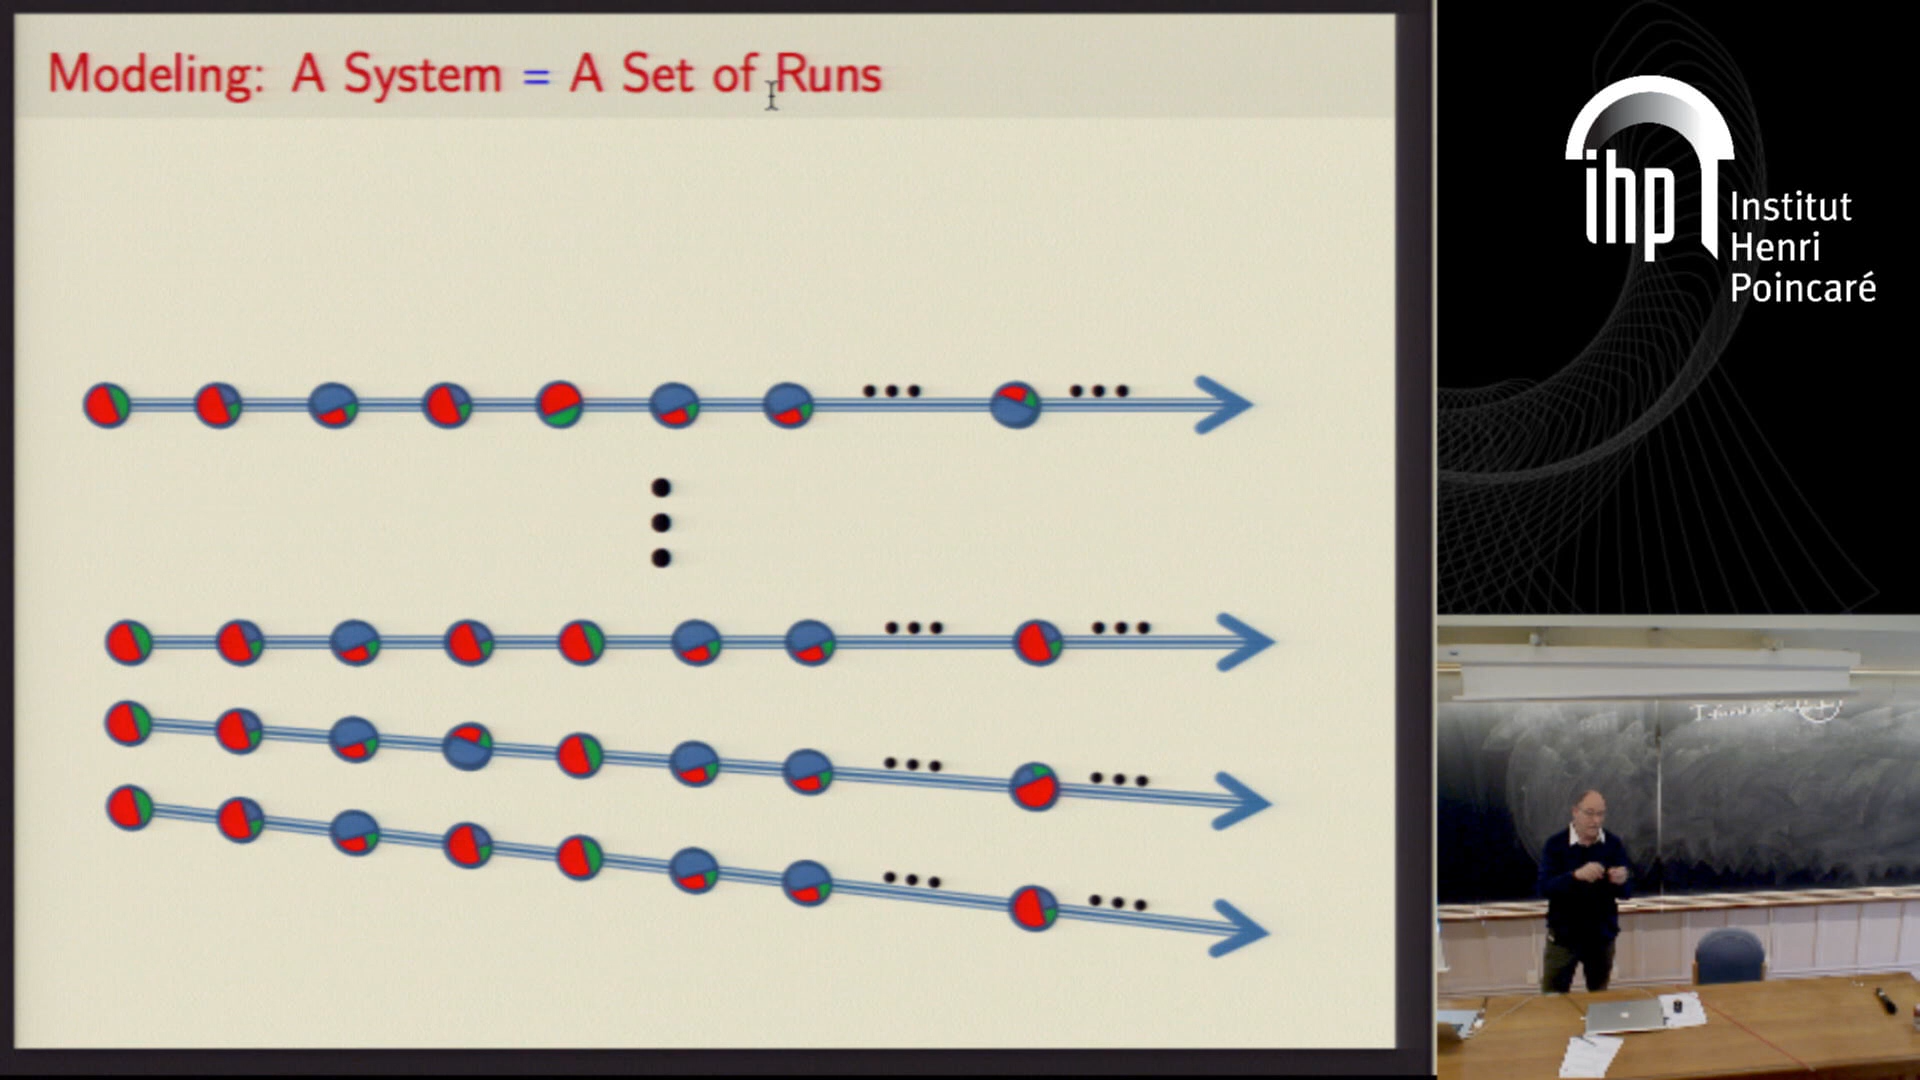 Modeling: A System = A Set of Runs
ihp
Institut
Henri
Poincaré